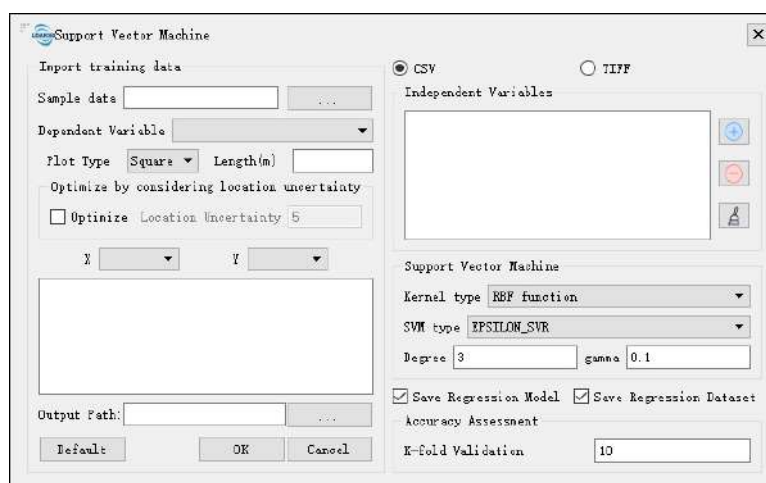 Support Vector Machine
Import training data
Sample data ...
Dependent Variable
Plot Type Square Length(m)
Optimize by considering location uncertainty
Optimize Location Uncertainty 5
X Y
Output Path: ...
Default OK Cancel
CSV TIFF
Independent Variables
Support Vector Machine
Kernel type RBF function
SVM type EPSILON_SVR
Degree 3 gamma 0.1
Save Regression Model Save Regression Dataset
Accuracy Assessment
K-fold Validation 10